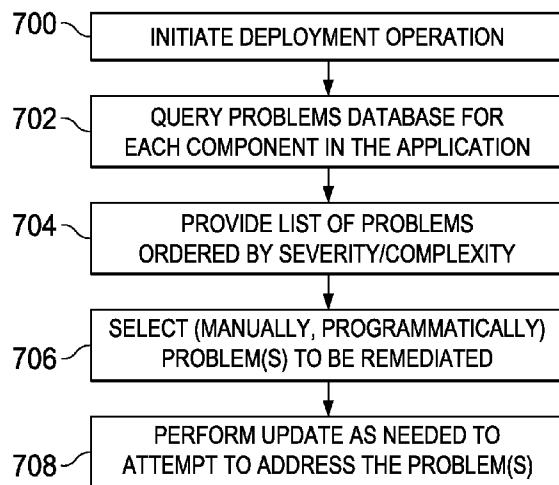 700
INITIATE DEPLOYMENT OPERATION
702
QUERY PROBLEMS DATABASE FOR
EACH COMPONENT IN THE APPLICATION
704
PROVIDE LIST OF PROBLEMS
ORDERED BY SEVERITY/COMPLEXITY
706
SELECT (MANUALLY, PROGRAMMATICALLY)
PROBLEM(S) TO BE REMEDIATED
708
PERFORM UPDATE AS NEEDED TO
ATTEMPT TO ADDRESS THE PROBLEM(S)